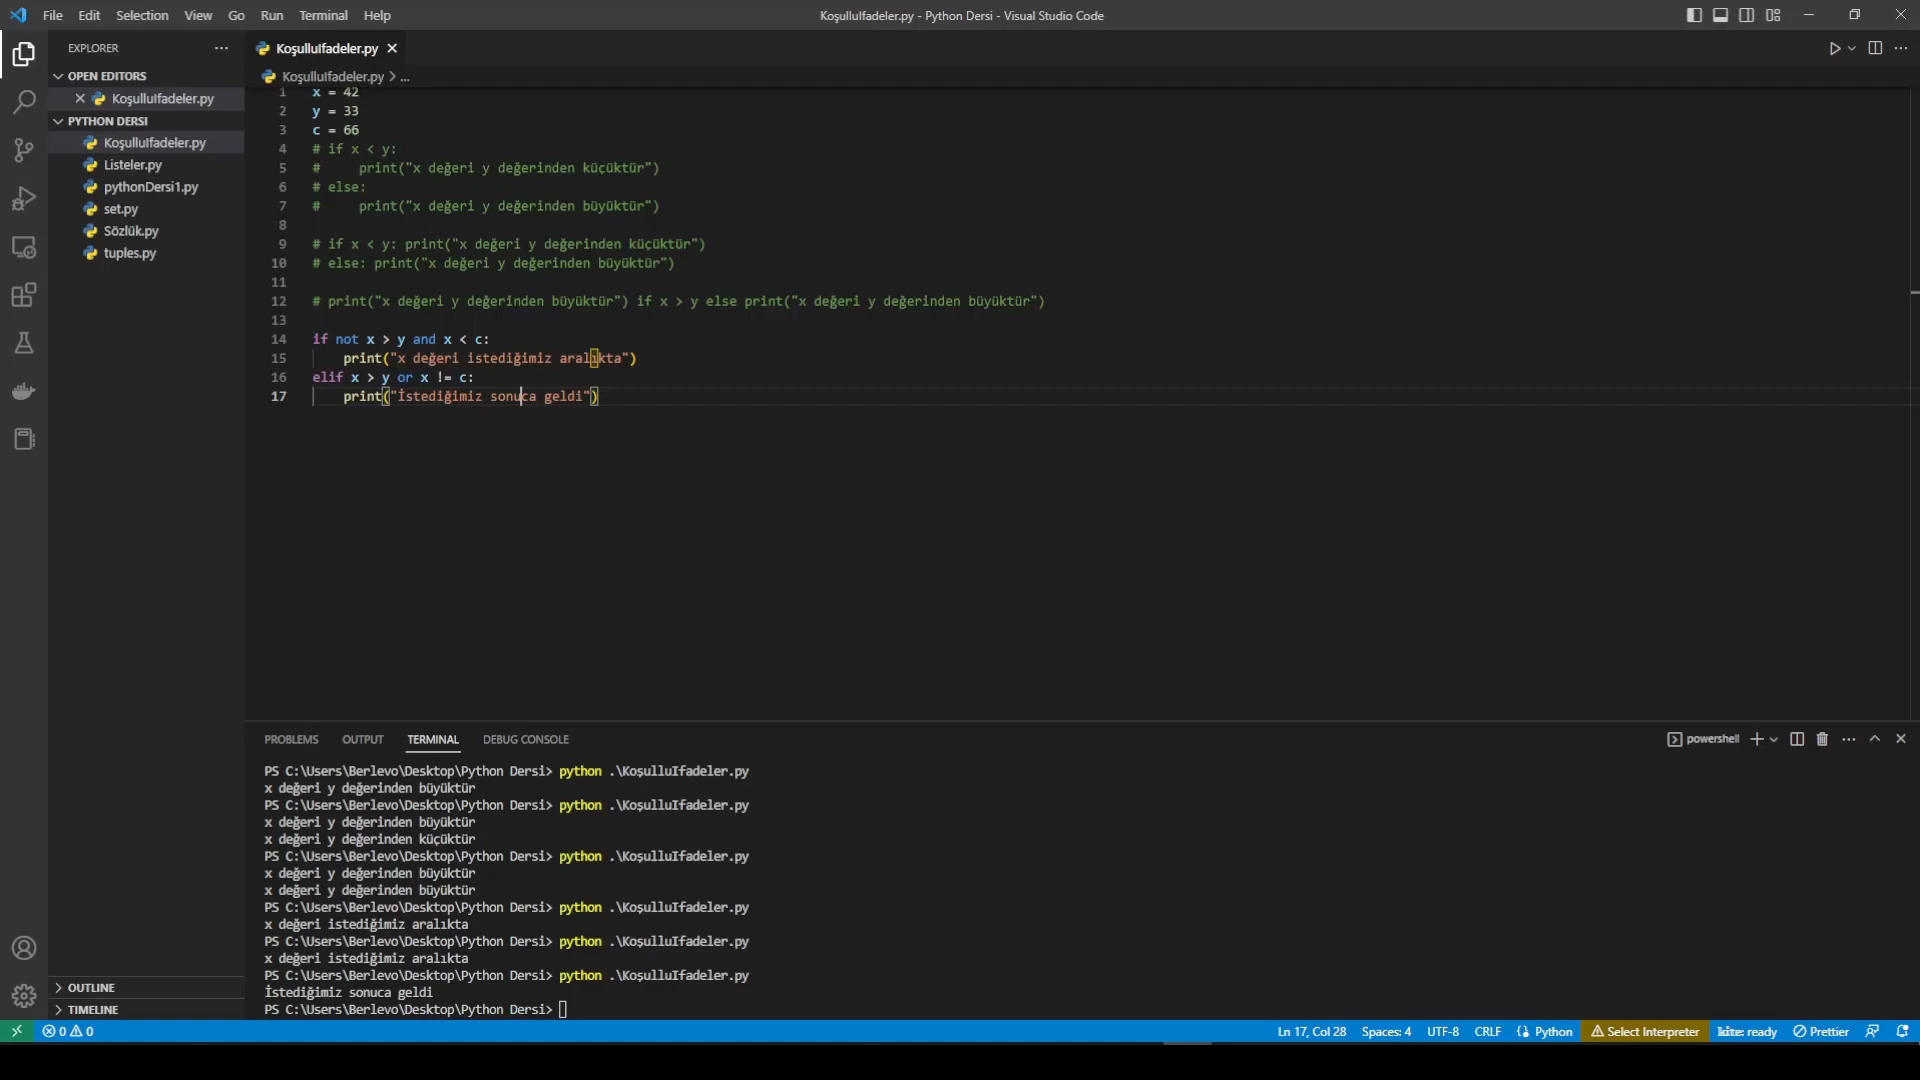 File Edit Selection View Go Run Terminal Help
KoşulluIfadeler.py - Python Dersi - Visual Studio Code
EXPLORER
OPEN EDITORS
KoşulluIfadeler.py
PYTHON DERSI
KoşulluIfadeler.py
Listeler.py
pythonDersi1.py
set.py
Sözlük.py
tuples.py
OUTLINE
TIMELINE
KoşulluIfadeler.py
KoşulluIfadeler.py > ...
1 x = 42
2 y = 33
3 c = 66
4 # if x < y:
5 #     print("x değeri y değerinden küçüktür")
6 # else:
7 #     print("x değeri y değerinden büyüktür")
8
9 # if x < y: print("x değeri y değerinden küçüktür")
10 # else: print("x değeri y değerinden büyüktür")
11
12 # print("x değeri y değerinden büyüktür") if x > y else print("x değeri y değerinden büyüktür")
13
14 if not x > y and x < c:
15     print("x değeri istediğimiz aralıkta")
16 elif x > y or x != c:
17     print("İstediğimiz sonuca geldi")
PROBLEMS OUTPUT TERMINAL DEBUG CONSOLE
powershell
PS C:\Users\Berlevo\Desktop\Python Dersi> python .\KoşulluIfadeler.py
x değeri y değerinden büyüktür
PS C:\Users\Berlevo\Desktop\Python Dersi> python .\KoşulluIfadeler.py
x değeri y değerinden büyüktür
x değeri y değerinden küçüktür
PS C:\Users\Berlevo\Desktop\Python Dersi> python .\KoşulluIfadeler.py
x değeri y değerinden büyüktür
x değeri y değerinden büyüktür
PS C:\Users\Berlevo\Desktop\Python Dersi> python .\KoşulluIfadeler.py
x değeri istediğimiz aralıkta
PS C:\Users\Berlevo\Desktop\Python Dersi> python .\KoşulluIfadeler.py
x değeri istediğimiz aralıkta
PS C:\Users\Berlevo\Desktop\Python Dersi> python .\KoşulluIfadeler.py
İstediğimiz sonuca geldi
PS C:\Users\Berlevo\Desktop\Python Dersi>
0 0
Ln 17, Col 28 Spaces: 4 UTF-8 CRLF Python Select Interpreter kite: ready Prettier